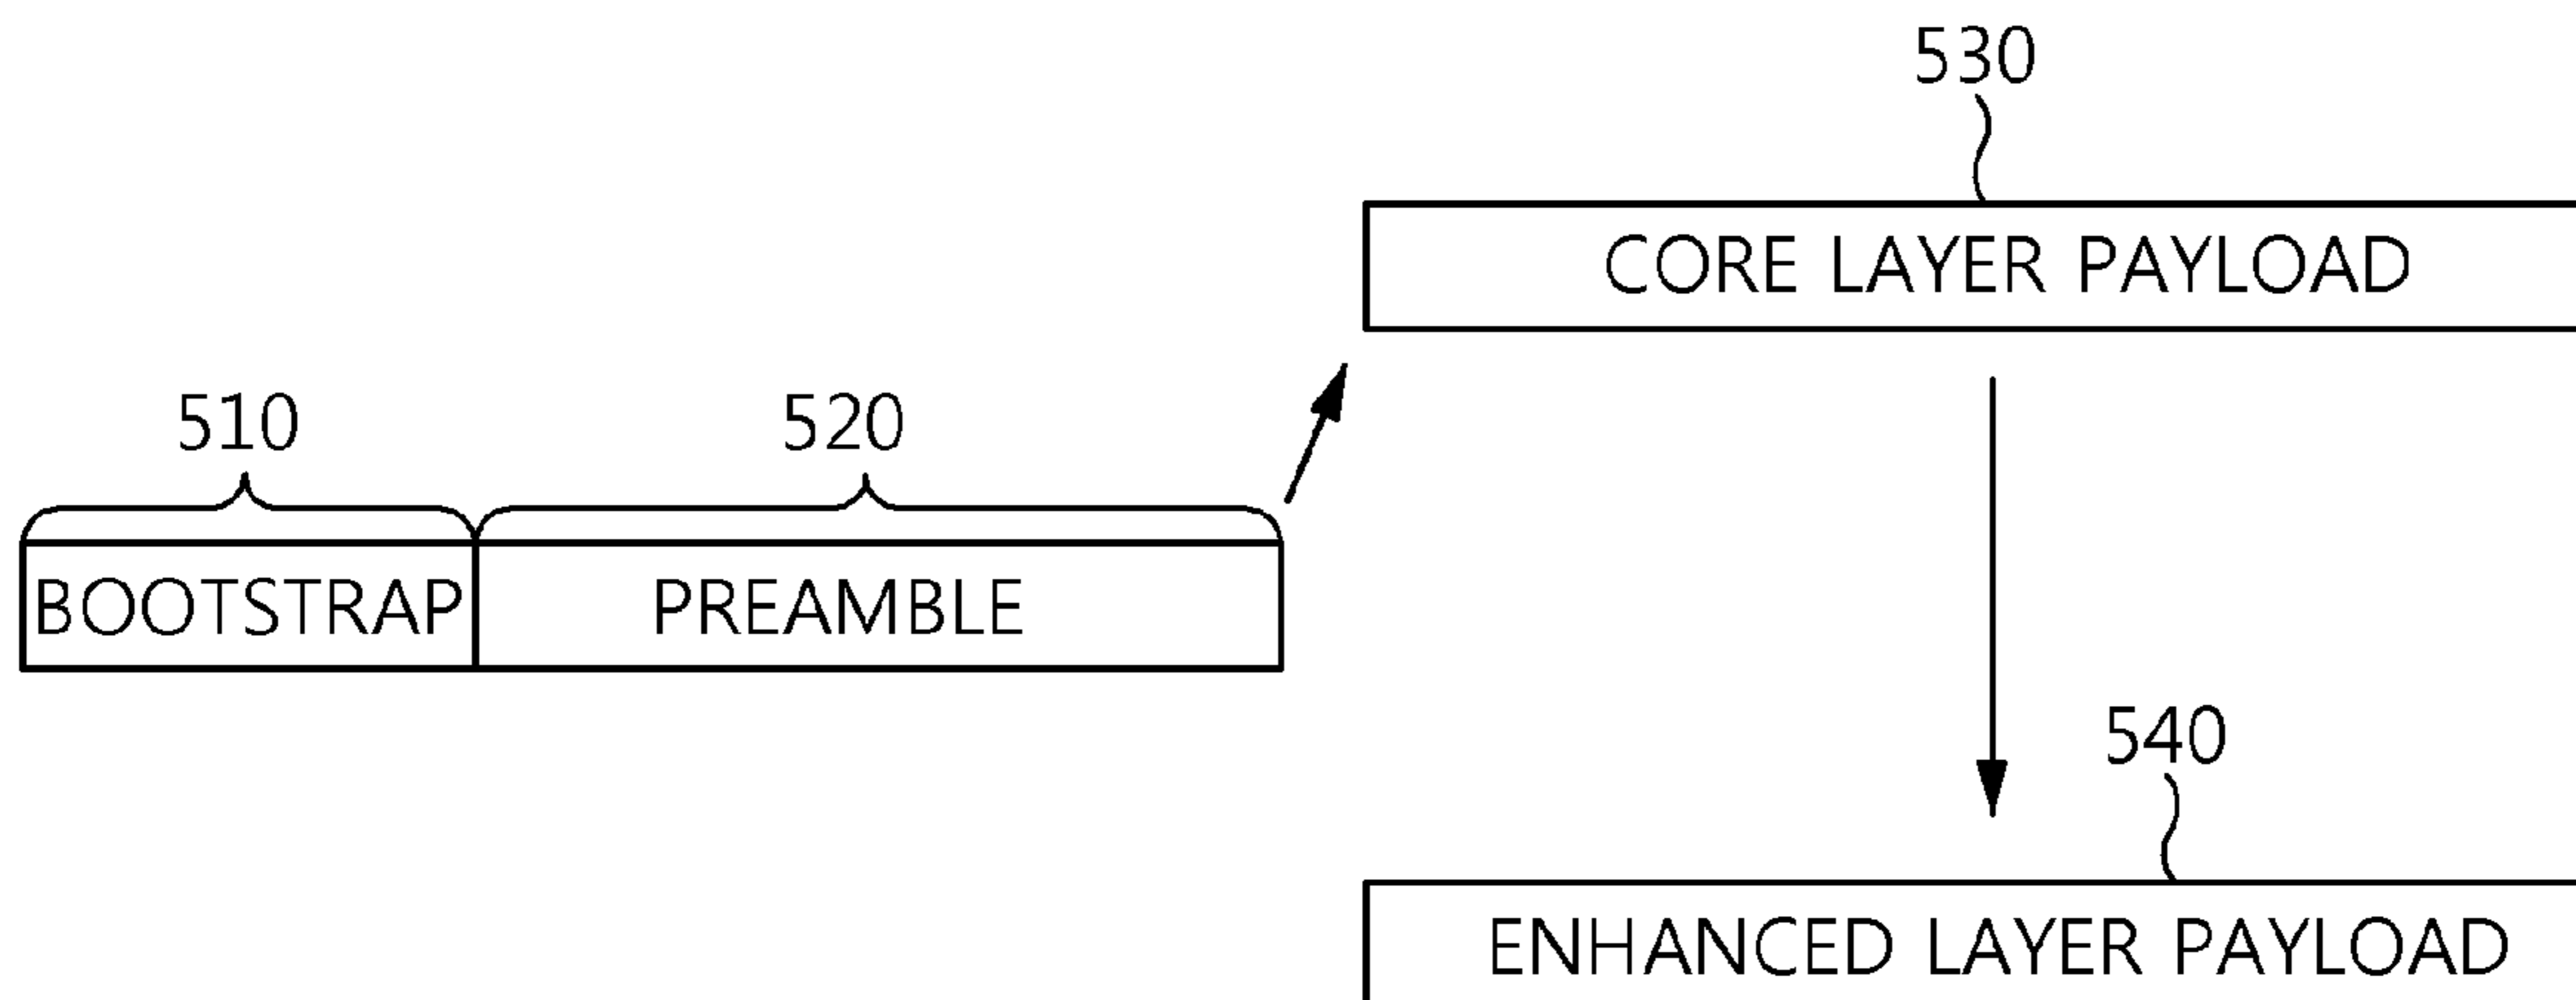 530
CORE LAYER PAYLOAD
510
520
BOOTSTRAP
PREAMBLE
540
ENHANCED LAYER PAYLOAD